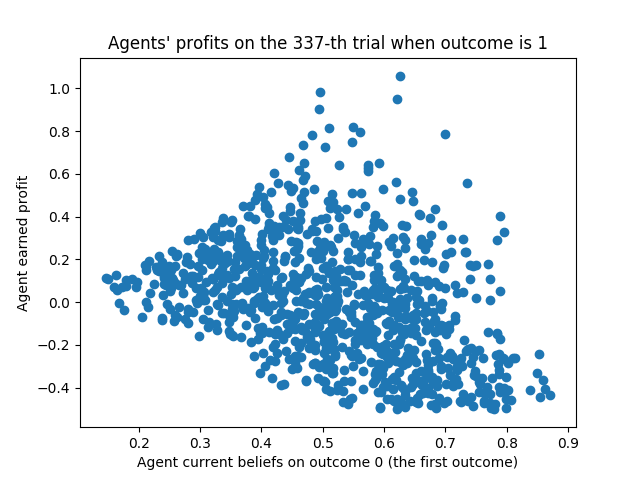 Agents' profits on the 337-th trial when outcome is 1
1.0
0.8
0.6
0.4
0.2
0.0
−0.2
−0.4
Agent earned profit
0.2 0.3 0.4 0.5 0.6 0.7 0.8 0.9
Agent current beliefs on outcome 0 (the first outcome)